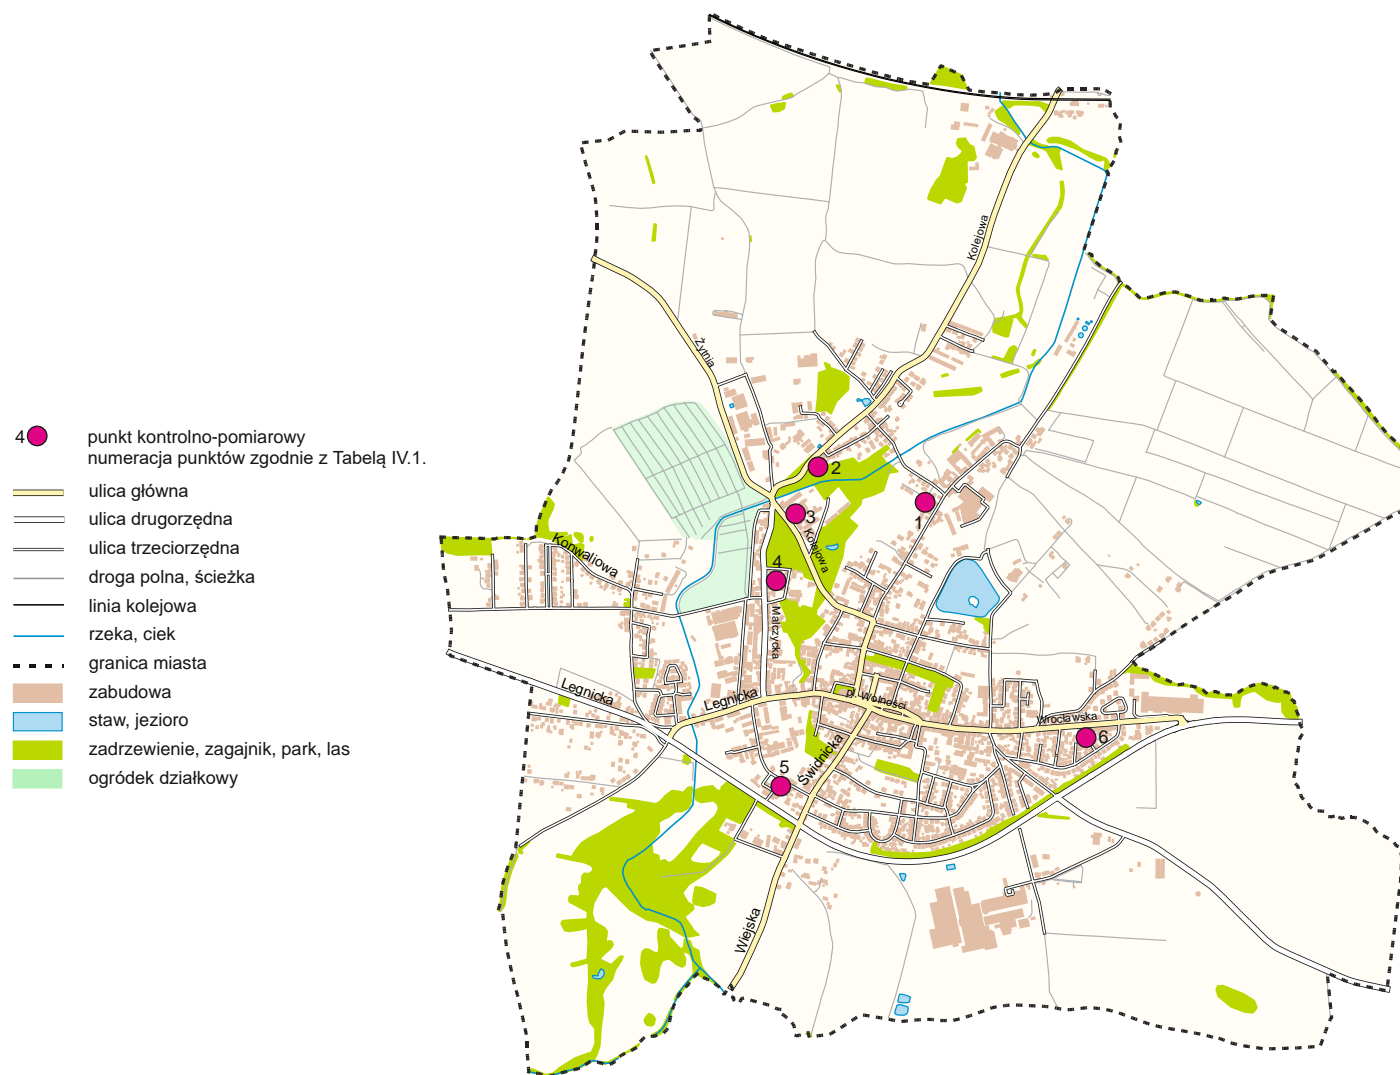 4
punkt kontrolno-pomiarowy
numeracja punktów zgodnie z Tabelą IV.1.
ulica główna
ulica drugorzędna
ulica trzeciorzędna
droga polna, ścieżka
linia kolejowa
rzeka, ciek
granica miasta
zabudowa
staw, jezioro
zadrzewienie, zagajnik, park, las
ogródek działkowy
Kolejowa
Żytnia
2
1
3
Kolejowa
Konwaliowa
4
Malczycka
Legnicka
Legnicka
pl. Wolności
Wrocławska
6
Świdnicka
5
Wiejska